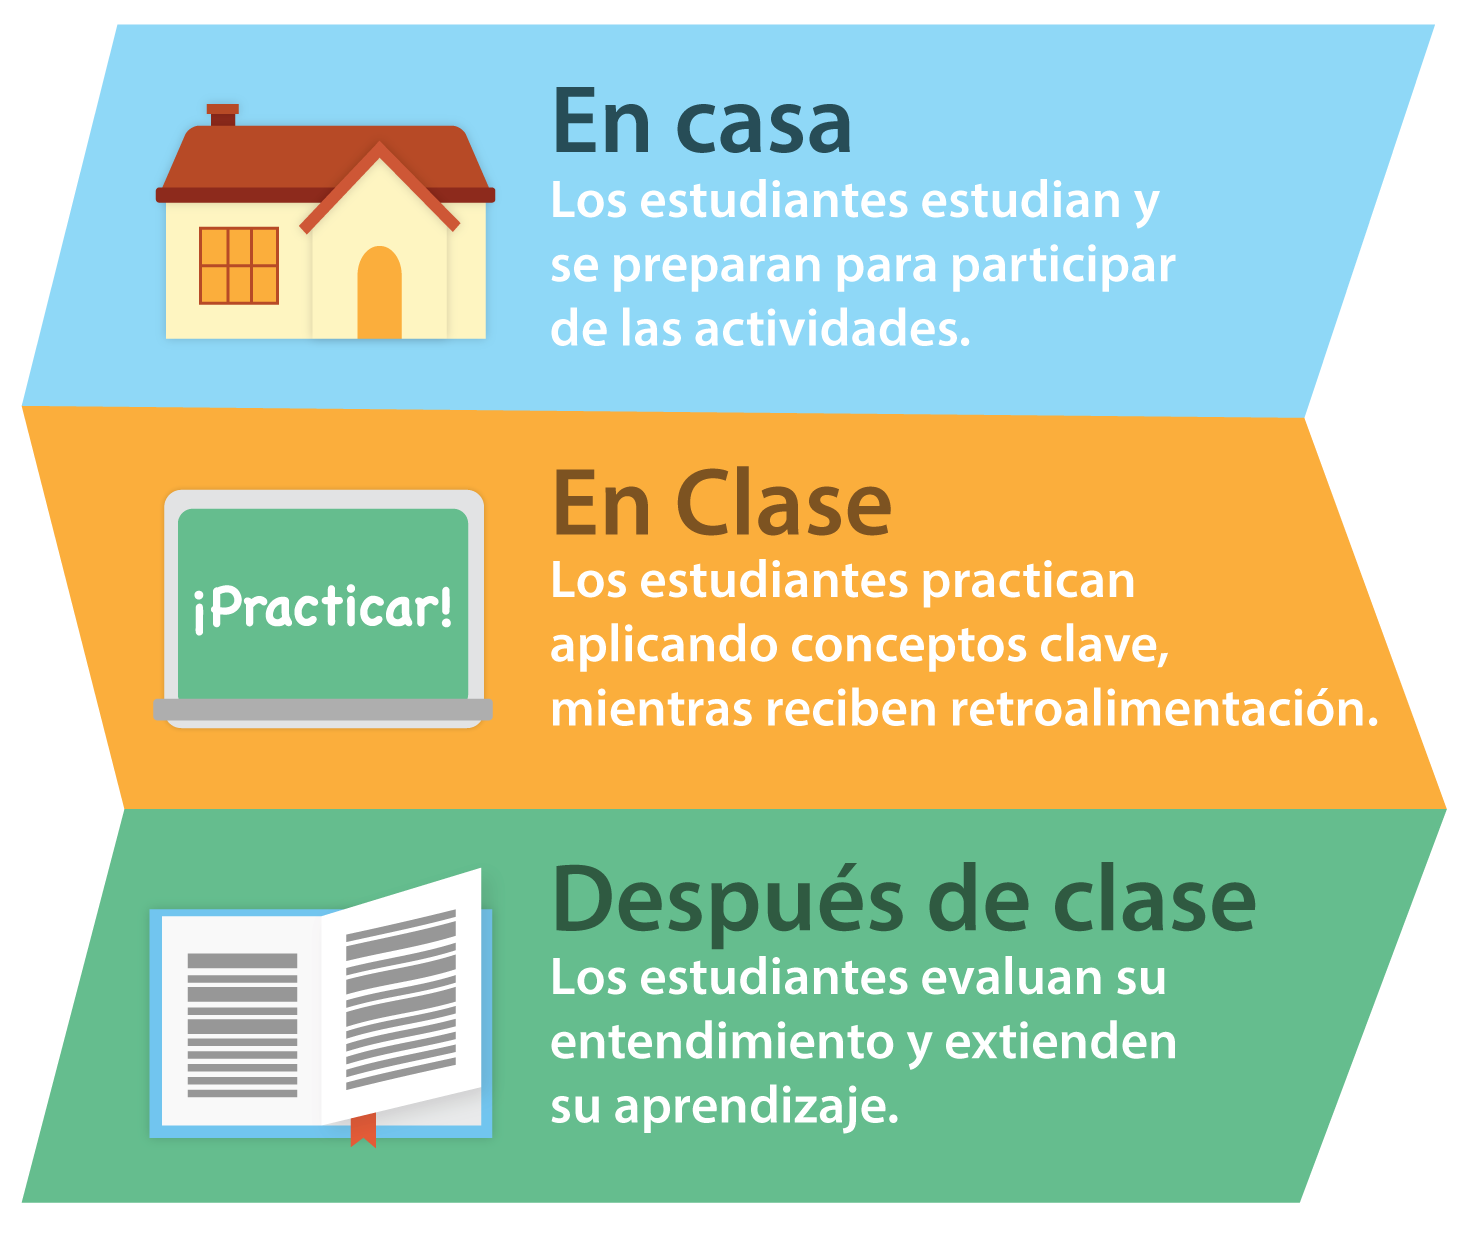 En casa
Los estudiantes estudian y
se preparan para participar
de las actividades.
¡Practicar!
En Clase
Los estudiantes practican
aplicando conceptos clave,
mientras reciben retroalimentación.
Después de clase
Los estudiantes evaluan su
entendimiento y extienden
su aprendizaje.